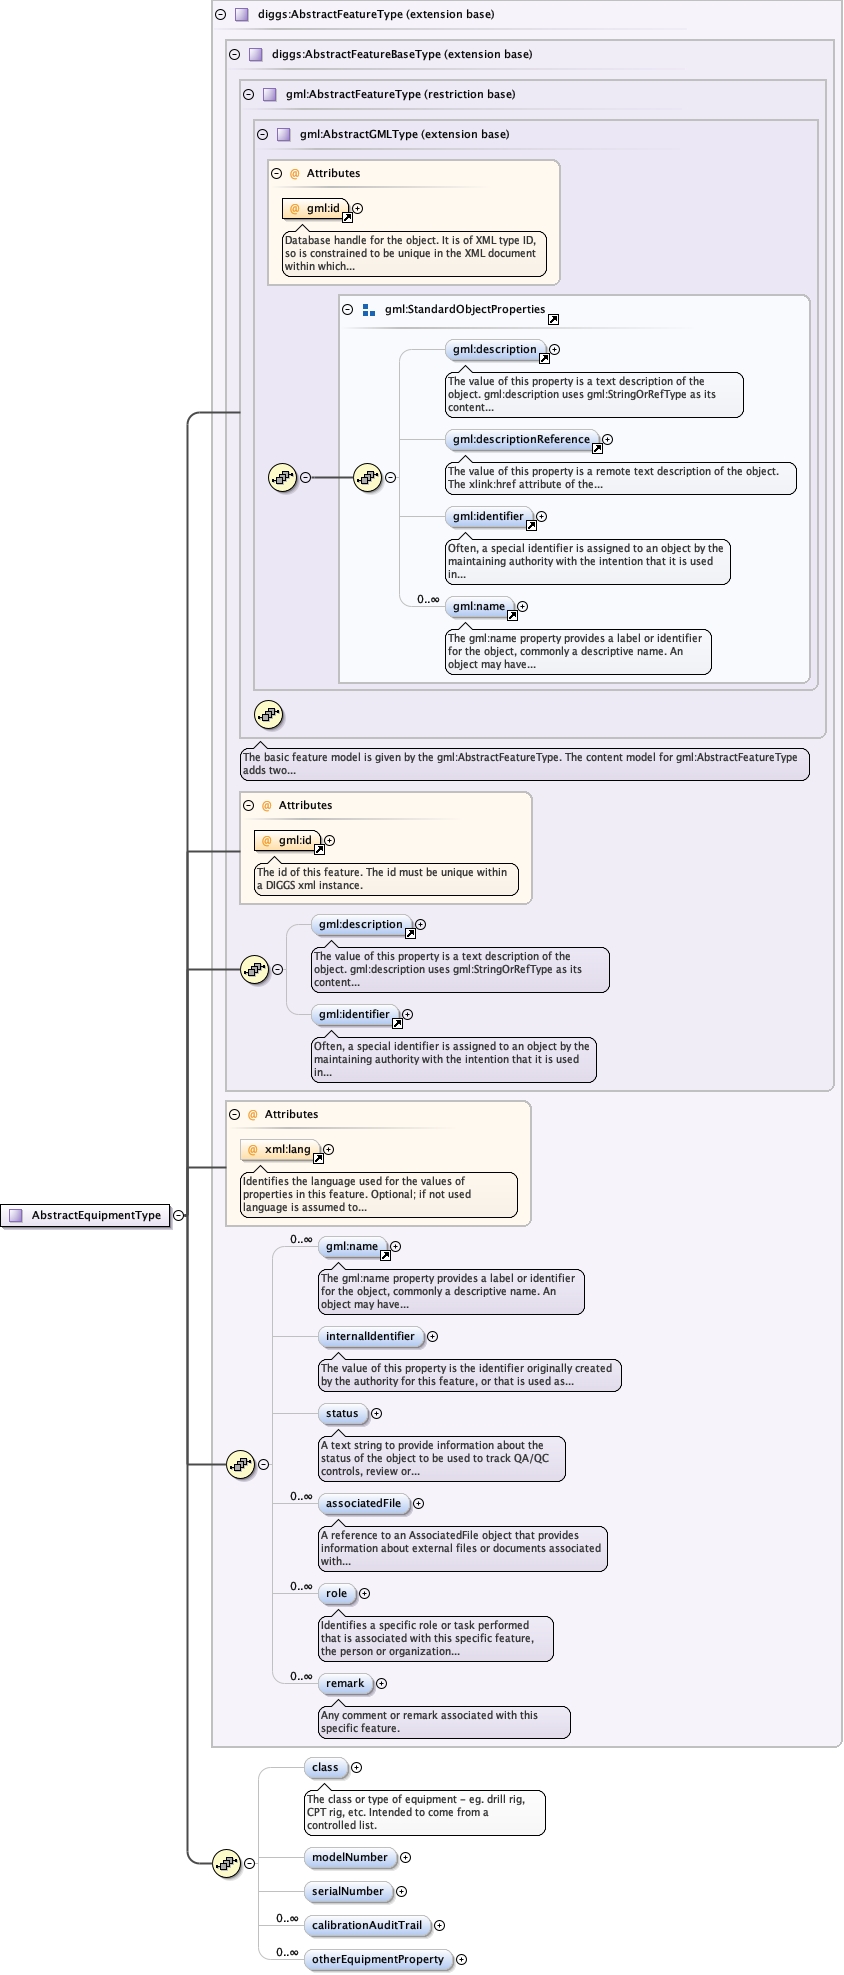 diggs:AbstractFeatureType (extension base)
diggs:AbstractFeatureBaseType (extension base)
gml:AbstractFeatureType (restriction base)
gml:AbstractGMLType (extension base)
@ Attributes
@ gml:id
Database handle for the object. It is of XML type ID,
so is constrained to be unique in the XML document
within which...
gml:StandardObjectProperties
gml:description
The value of this property is a text description of the
object. gml:description uses gml:StringOrRefType as its
content...
gml:descriptionReference
The value of this property is a remote text description of the object.
The xlink:href attribute of the...
gml:identifier
Often, a special identifier is assigned to an object by the
maintaining authority with the intention that it is used
in...
0..∞
gml:name
The gml:name property provides a label or identifier
for the object, commonly a descriptive name. An
object may have...
The basic feature model is given by the gml:AbstractFeatureType. The content model for gml:AbstractFeatureType
adds two...
@ Attributes
@ gml:id
The id of this feature. The id must be unique within
a DIGGS xml instance.
gml:description
The value of this property is a text description of the
object. gml:description uses gml:StringOrRefType as its
content...
gml:identifier
Often, a special identifier is assigned to an object by the
maintaining authority with the intention that it is used
in...
@ Attributes
@ xml:lang
Identifies the language used for the values of
properties in this feature. Optional; if not used
language is assumed to...
AbstractEquipmentType
0..∞
gml:name
The gml:name property provides a label or identifier
for the object, commonly a descriptive name. An
object may have...
internalIdentifier
The value of this property is the identifier originally created
by the authority for this feature, or that is used as...
status
A text string to provide information about the
status of the object to be used to track QA/QC
controls, review or...
0..∞
associatedFile
A reference to an AssociatedFile object that provides
information about external files or documents associated
with...
0..∞
role
Identifies a specific role or task performed
that is associated with this specific feature,
the person or organization...
0..∞
remark
Any comment or remark associated with this
specific feature.
class
The class or type of equipment - eg. drill rig,
CPT rig, etc. Intended to come from a
controlled list.
modelNumber
serialNumber
0..∞
calibrationAuditTrail
0..∞
otherEquipmentProperty